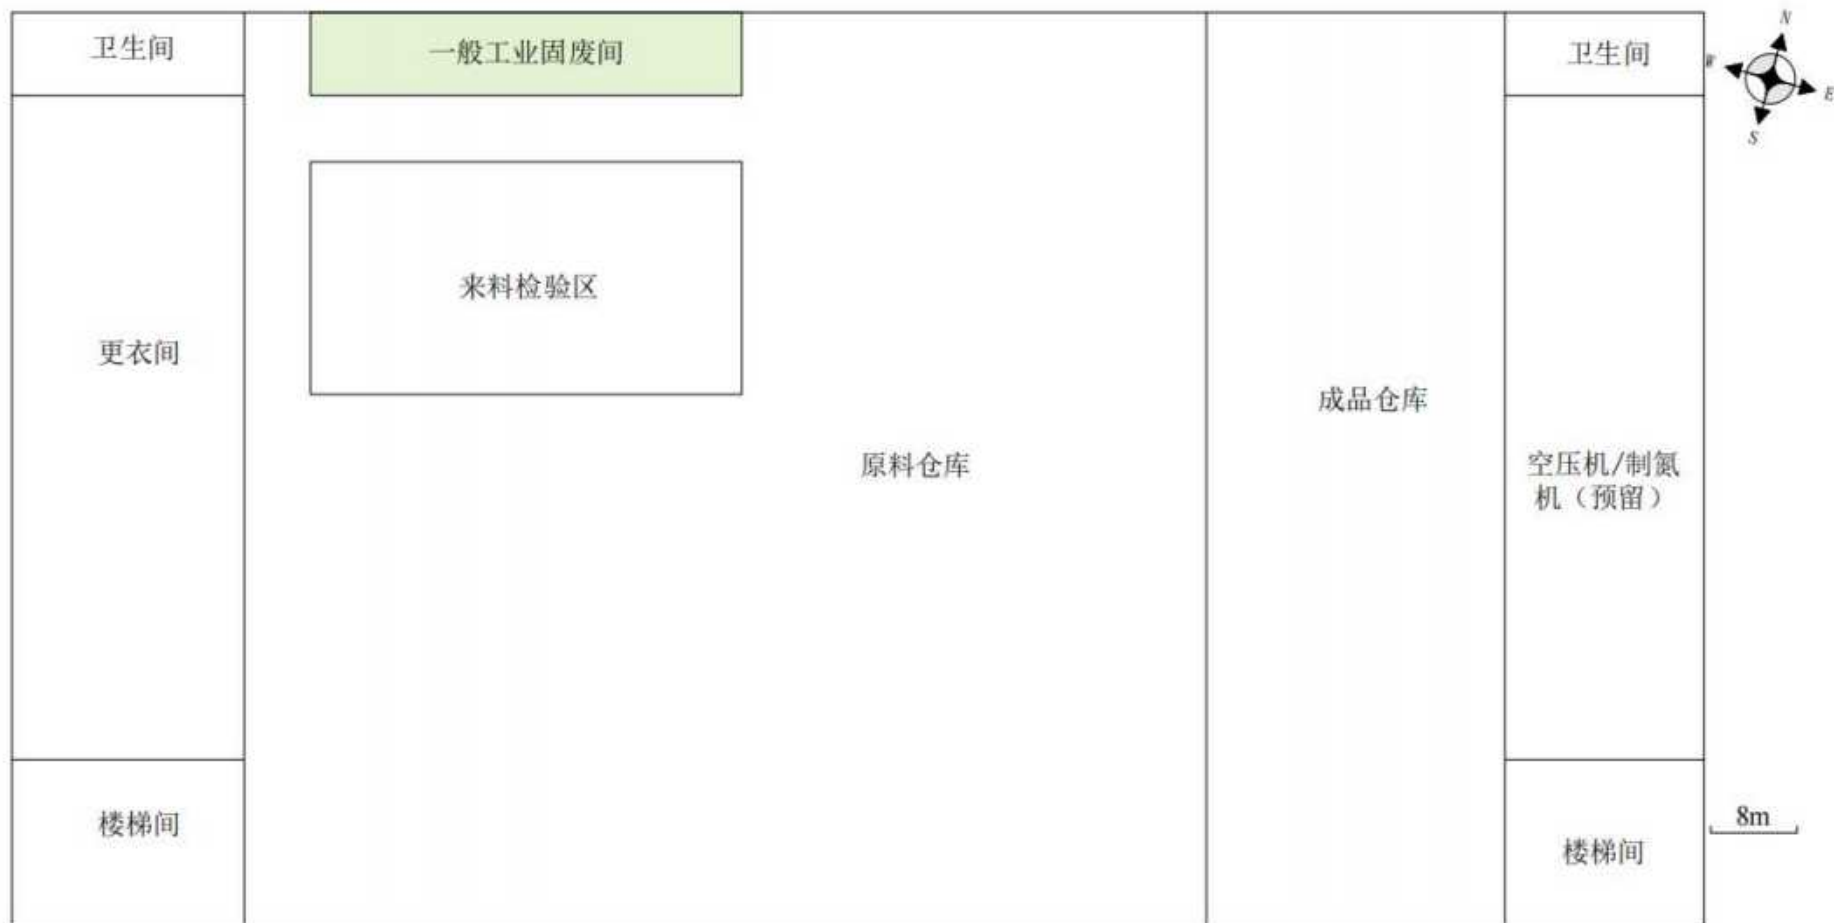 卫生间
一般工业固废间
卫生间
N
W
E
S
来料检验区
更衣间
成品仓库
原料仓库
空压机/制氮
机（预留）
楼梯间
8m
楼梯间